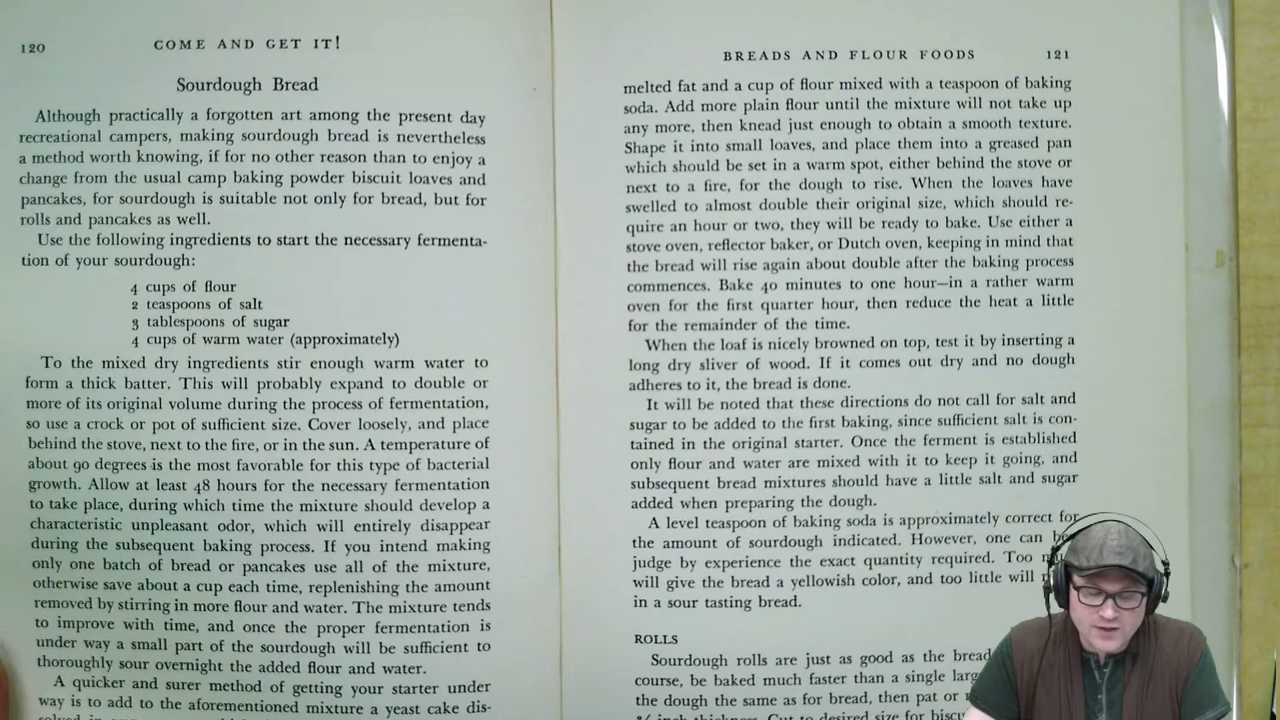 120
COME AND GET IT!
Sourdough Bread
Although practically a forgotten art among the present day
recreational campers, making sourdough bread is nevertheless
a method worth knowing, if for no other reason than to enjoy a
change from the usual camp baking powder biscuit loaves and
pancakes, for sourdough is suitable not only for bread, but for
rolls and pancakes as well.
Use the following ingredients to start the necessary fermenta-
tion of your sourdough:
4 cups of flour
2 teaspoons of salt
3 tablespoons of sugar
4 cups of warm water (approximately)
To the mixed dry ingredients stir enough warm water to
form a thick batter. This will probably expand to double or
more of its original volume during the process of fermentation,
so use a crock or pot of sufficient size. Cover loosely, and place
behind the stove, next to the fire, or in the sun. A temperature of
about 90 degrees is the most favorable for this type of bacterial
growth. Allow at least 48 hours for the necessary fermentation
to take place, during which time the mixture should develop a
characteristic unpleasant odor, which will entirely disappear
during the subsequent baking process. If you intend making
only one batch of bread or pancakes use all of the mixture,
otherwise save about a cup each time, replenishing the amount
removed by stirring in more flour and water. The mixture tends
to improve with time, and once the proper fermentation is
under way a small part of the sourdough will be sufficient to
thoroughly sour overnight the added flour and water.
A quicker and surer method of getting your starter under
way is to add to the aforementioned mixture a yeast cake dis-
BREADS AND FLOUR FOODS
121
melted fat and a cup of flour mixed with a teaspoon of baking
soda. Add more plain flour until the mixture will not take up
any more, then knead just enough to obtain a smooth texture.
Shape it into small loaves, and place them into a greased pan
which should be set in a warm spot, either behind the stove or
next to a fire, for the dough to rise. When the loaves have
swelled to almost double their original size, which should re-
quire an hour or two, they will be ready to bake. Use either a
stove oven, reflector baker, or Dutch oven, keeping in mind that
the bread will rise again about double after the baking process
commences. Bake 40 minutes to one hour—in a rather warm
oven for the first quarter hour, then reduce the heat a little
for the remainder of the time.
When the loaf is nicely browned on top, test it by inserting a
long dry sliver of wood. If it comes out dry and no dough
adheres to it, the bread is done.
It will be noted that these directions do not call for salt and
sugar to be added to the first baking, since sufficient salt is con-
tained in the original starter. Once the ferment is established
only flour and water are mixed with it to keep it going, and
subsequent bread mixtures should have a little salt and sugar
added when preparing the dough.
A level teaspoon of baking soda is approximately correct for
the amount of sourdough indicated. However, one can
judge by experience the exact quantity required. Too
will give the bread a yellowish color, and too little will
in a sour tasting bread.
ROLLS
Sourdough rolls are just as good as the bread
course, be baked much faster than a single
the dough the same as for bread, then pat or
inch thickness. Cut to desired size for